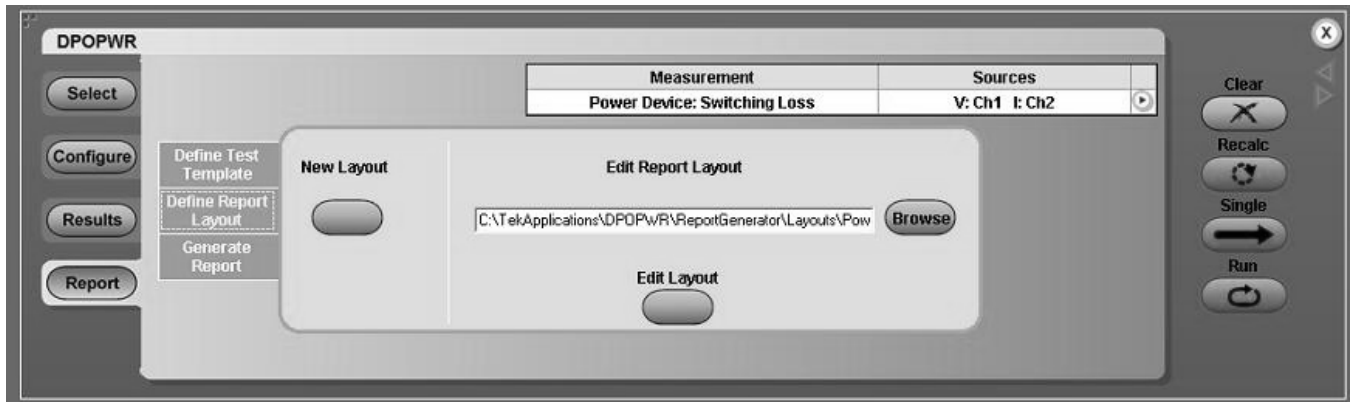 DPOPWR
Select
Configure
Results
Report
Measurement Sources
Power Device: Switching Loss V: Ch1 I: Ch2
Define Test
Template
Define Report
Layout
Generate
Report
New Layout
Edit Report Layout
C:\TekApplications\DPOPWR\ReportGenerator\Layouts\Pow
Browse
Edit Layout
X
Clear
Recalc
Single
Run